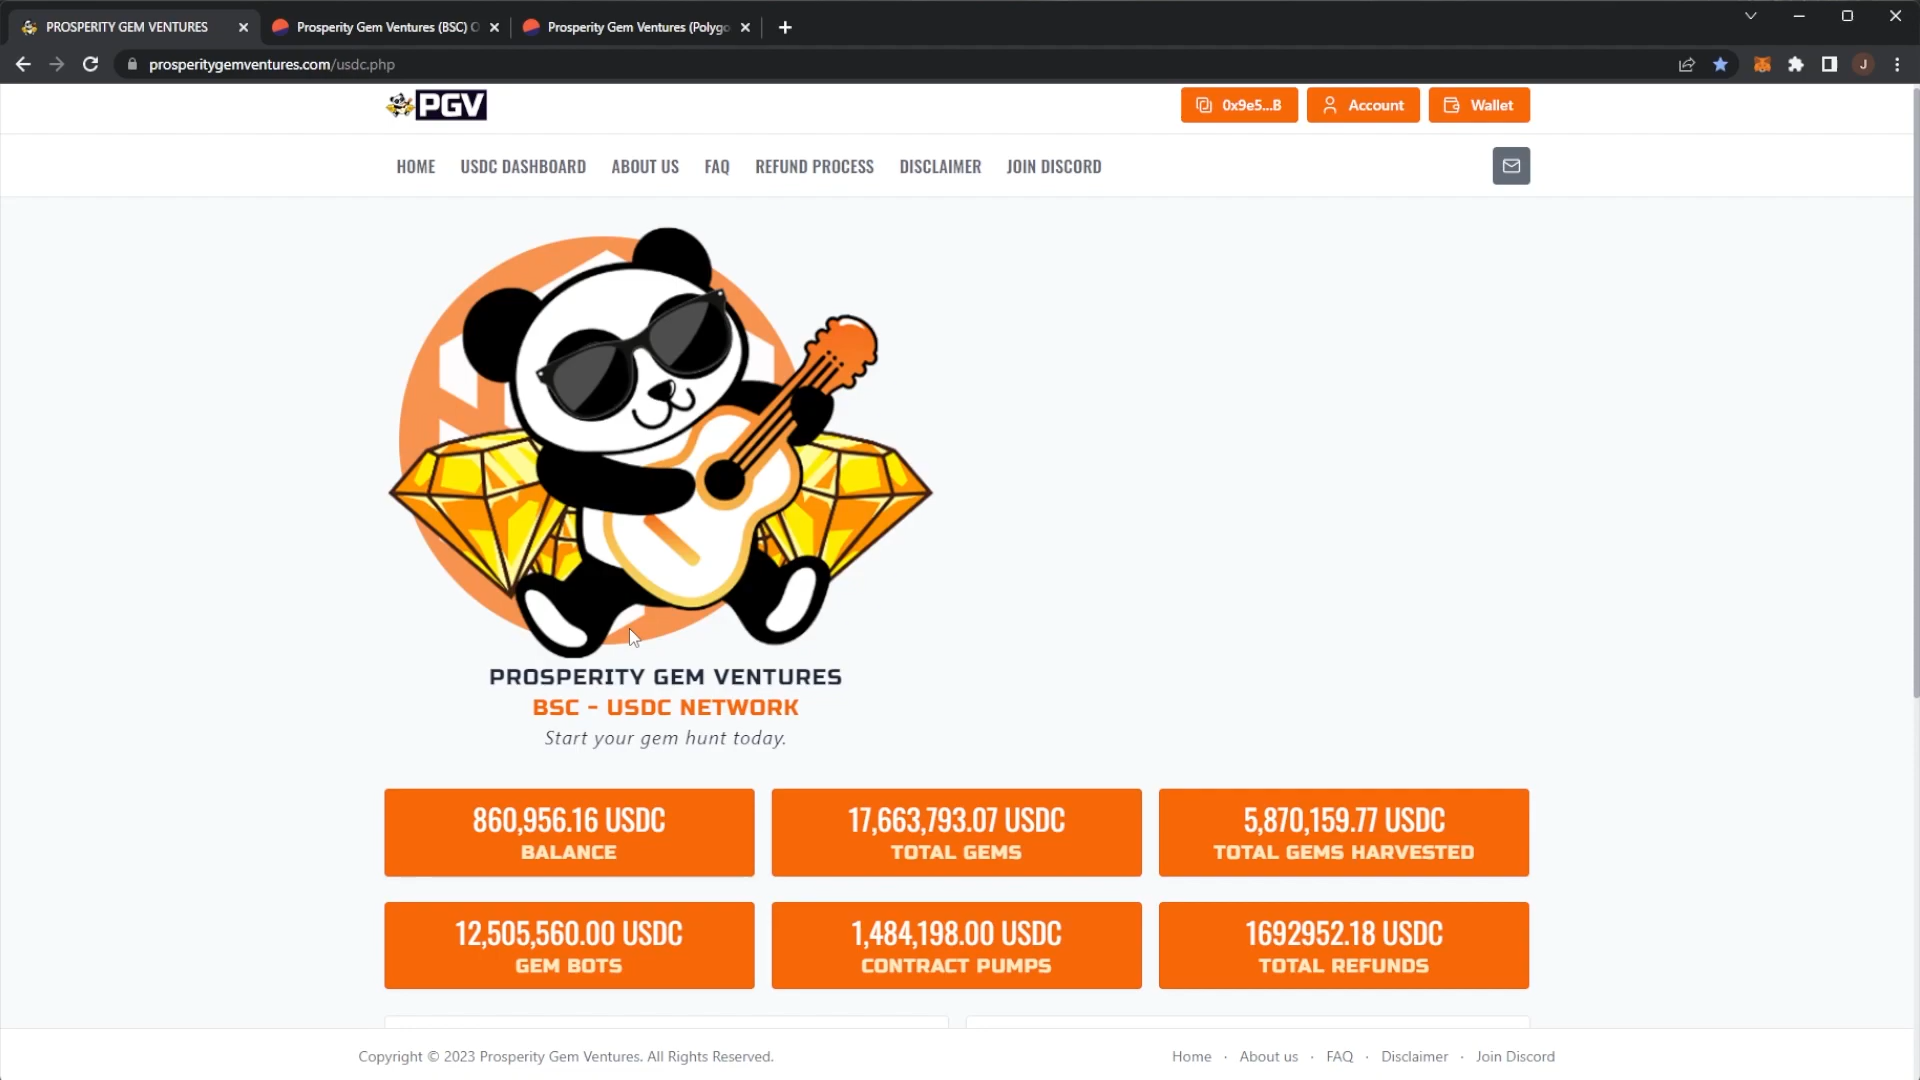 PROSPERITY GEM VENTURES
Prosperity Gem Ventures (BSC)
Prosperity Gem Ventures (Polygo
prosperitygemventures.com/usdc.php
J
PGV
0x9e5...B
Account
Wallet
HOME
USDC DASHBOARD
ABOUT US
FAQ
REFUND PROCESS
DISCLAIMER
JOIN DISCORD
PROSPERITY GEM VENTURES
BSC - USDC NETWORK
Start your gem hunt today.
860,956.16 USDC
BALANCE
17,663,793.07 USDC
TOTAL GEMS
5,870,159.77 USDC
TOTAL GEMS HARVESTED
12,505,560.00 USDC
GEM BOTS
1,484,198.00 USDC
CONTRACT PUMPS
1692952.18 USDC
TOTAL REFUNDS
Copyright © 2023 Prosperity Gem Ventures. All Rights Reserved.
Home · About us · FAQ · Disclaimer · Join Discord